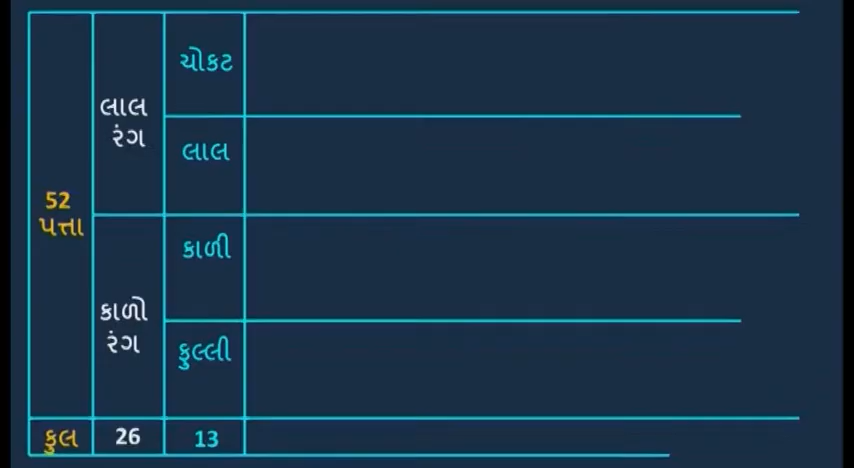 52
પત્તા
લાલ
રંગ
ચોકટ
લાલ
કાળો
રંગ
કાળી
ફુલ્લી
કુલ
26
13